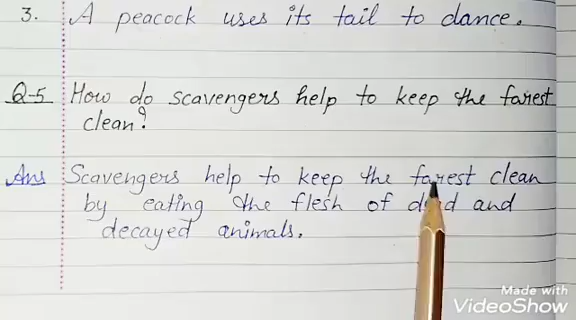 3. A peacock uses its tail to dance.
Q-5 How do scavengers help to keep the farest
clean?
Ans Scavengers help to keep the farest clean
by eating the flesh of dead and
decayed animals.
Made with
VideoShow